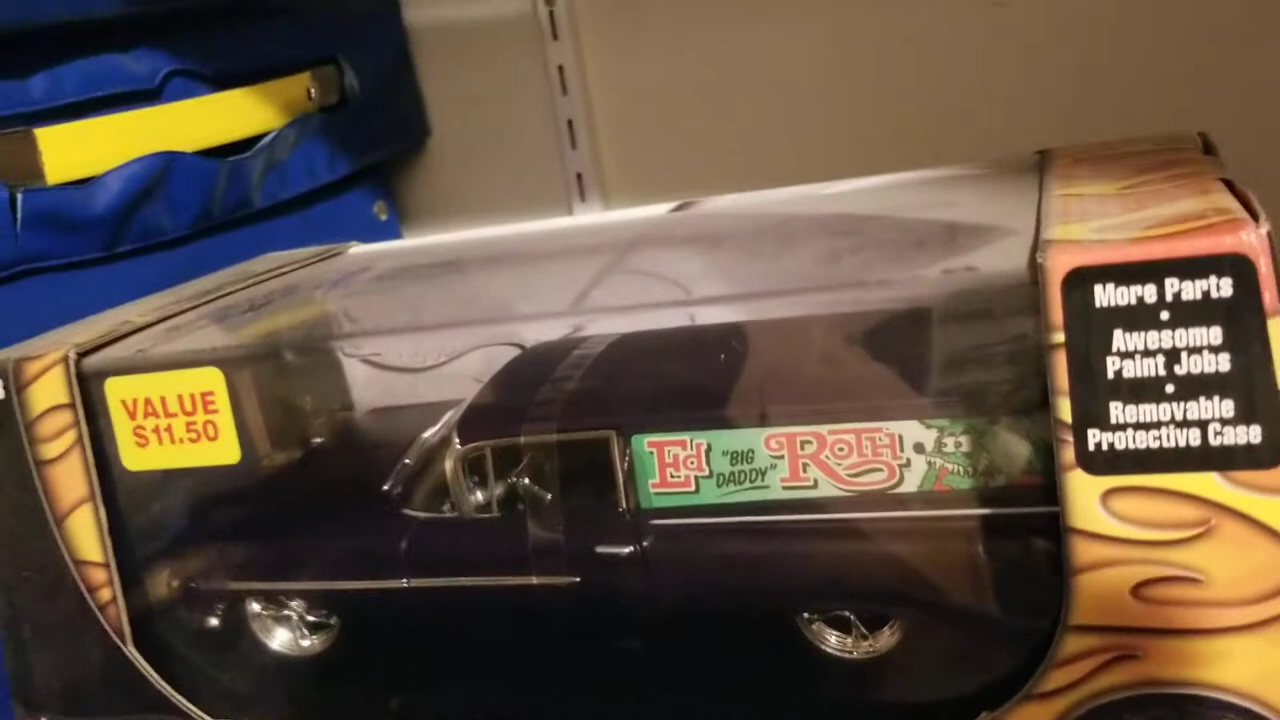 VALUE
$11.50
Ed "BIG DADDY" ROTH
More Parts
•
Awesome
Paint Jobs
•
Removable
Protective Case